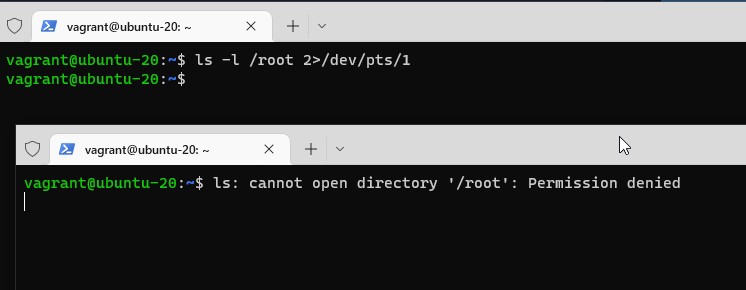 vagrant@ubuntu-20: ~
vagrant@ubuntu-20:~$ ls -l /root 2>/dev/pts/1
vagrant@ubuntu-20:~$
vagrant@ubuntu-20: ~
vagrant@ubuntu-20:~$ ls: cannot open directory '/root': Permission denied